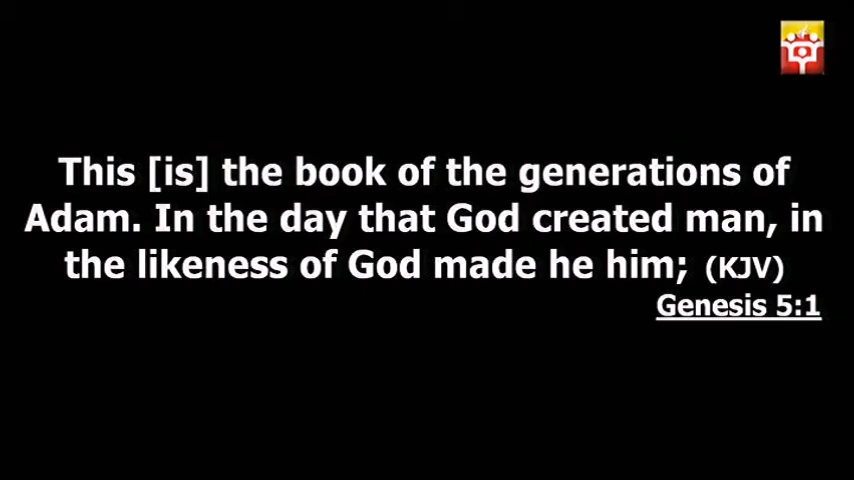 This [is] the book of the generations of
Adam. In the day that God created man, in
the likeness of God made he him; (KJV)
Genesis 5:1